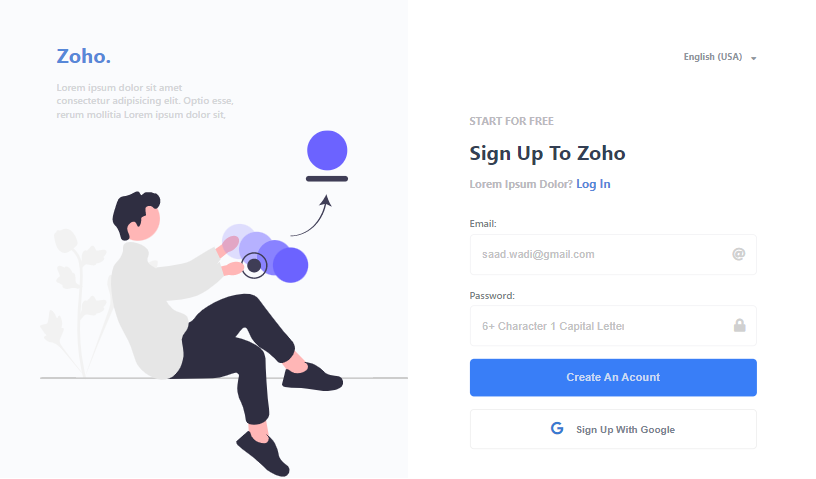 Zoho.
Lorem ipsum dolor sit amet
consectetur adipisicing elit. Optio esse,
rerum mollitia Lorem ipsum dolor sit,
English (USA)
START FOR FREE
Sign Up To Zoho
Lorem Ipsum Dolor? Log In
Email:
saad.wadi@gmail.com
@
Password:
6+ Character 1 Capital Letter
Create An Acount
G Sign Up With Google